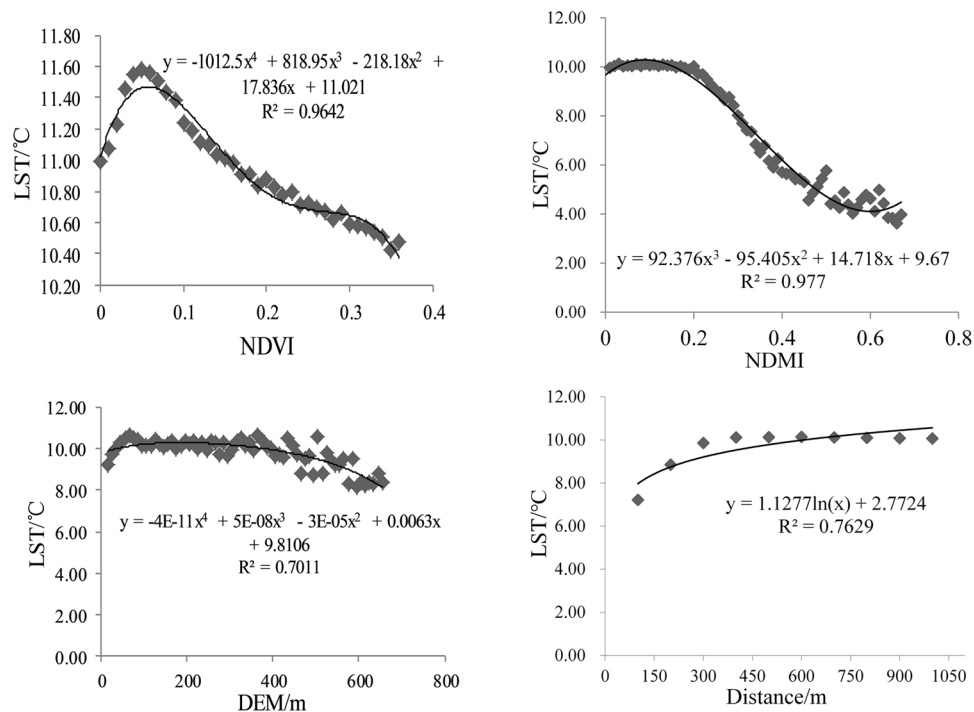 11.80
11.60
11.40
11.20
11.00
10.80
10.60
10.40
10.20
LST/℃
y = -1012.5x⁴ + 818.95x³ - 218.18x² +
17.836x + 11.021
R² = 0.9642
0 0.1 0.2 0.3 0.4
NDVI
12.00
10.00
8.00
6.00
4.00
2.00
0.00
LST/°C
y = 92.376x³ - 95.405x² + 14.718x + 9.67
R² = 0.977
0 0.2 0.4 0.6 0.8
NDMI
12.00
10.00
8.00
6.00
4.00
2.00
0.00
LST/℃
y = -4E-11x⁴ + 5E-08x³ - 3E-05x² + 0.0063x
+ 9.8106
R² = 0.7011
0 200 400 600 800
DEM/m
12.00
10.00
8.00
6.00
4.00
2.00
0.00
LST/°C
y = 1.1277ln(x) + 2.7724
R² = 0.7629
0 150 300 450 600 750 900 1050
Distance/m